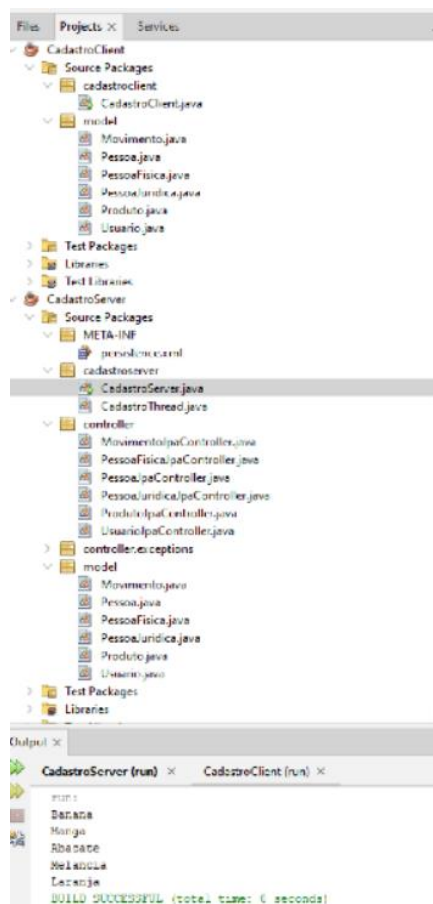 Files Projects × Services
CadastroClient
Source Packages
cadastroclient
CadastroClient.java
model
Movimento.java
Pessoa.java
PessoaFisica.java
PessoaJuridica.java
Produto.java
Usuario.java
Test Packages
Libraries
Test Libraries
CadastroServer
Source Packages
META-INF
persistence.xml
cadastroserver
CadastroServer.java
CadastroThread.java
controller
MovimentoJpaController.java
PessoaFisicaJpaController.java
PessoaJpaController.java
PessoaJuridicaJpaController.java
ProdutoJpaController.java
UsuarioJpaController.java
controller.exceptions
model
Movimento.java
Pessoa.java
PessoaFisica.java
PessoaJuridica.java
Produto.java
Usuario.java
Test Packages
Libraries
Output ×
CadastroServer (run) × CadastroClient (run) ×
run:
Banana
Manga
Abacate
Melancia
Laranja
BUILD SUCCESSFUL (total time: seconds)